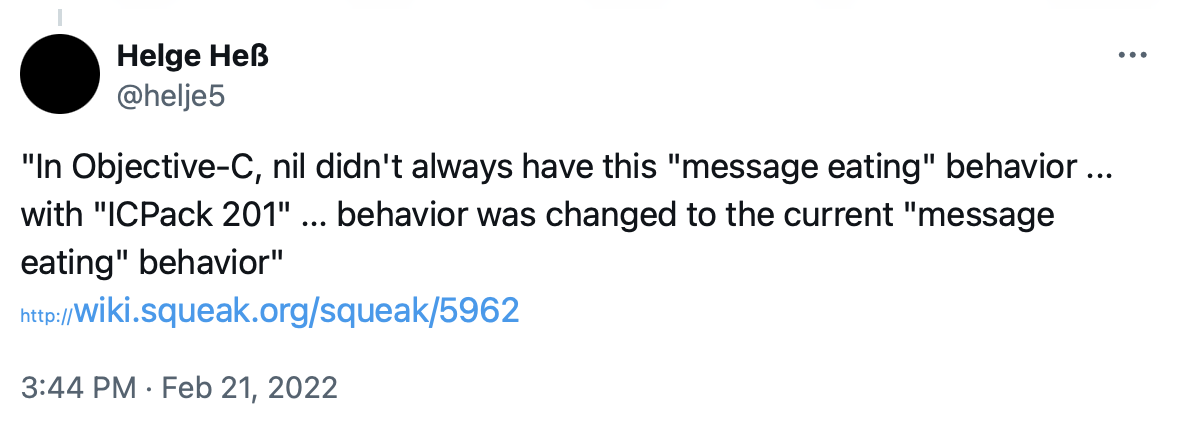 Helge Heß
@helje5
"In Objective-C, nil didn't always have this "message eating" behavior ...
with "ICPack 201" ... behavior was changed to the current "message
eating" behavior"
http://wiki.squeak.org/squeak/5962
3:44 PM · Feb 21, 2022